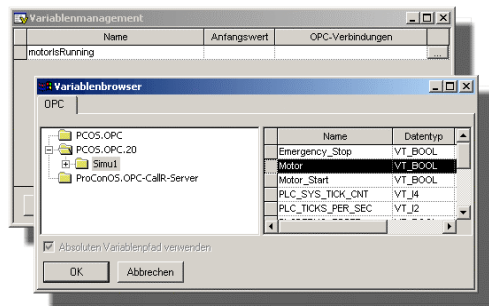 Variablenmanagement
Name Anfangswert OPC-Verbindungen
motorIsRunning ...
Variablenbrowser
OPC
PCOS.OPC
PCOS.OPC.20
Simu1
ProConOS.OPC-CallR-Server
Name Datentyp
Emergency_Stop VT_BOOL
Motor VT_BOOL
Motor_Start VT_BOOL
PLC_SYS_TICK_CNT VT_I4
PLC_TICKS_PER_SEC VT_I2
Absoluten Variablenpfad verwenden
OK Abbrechen